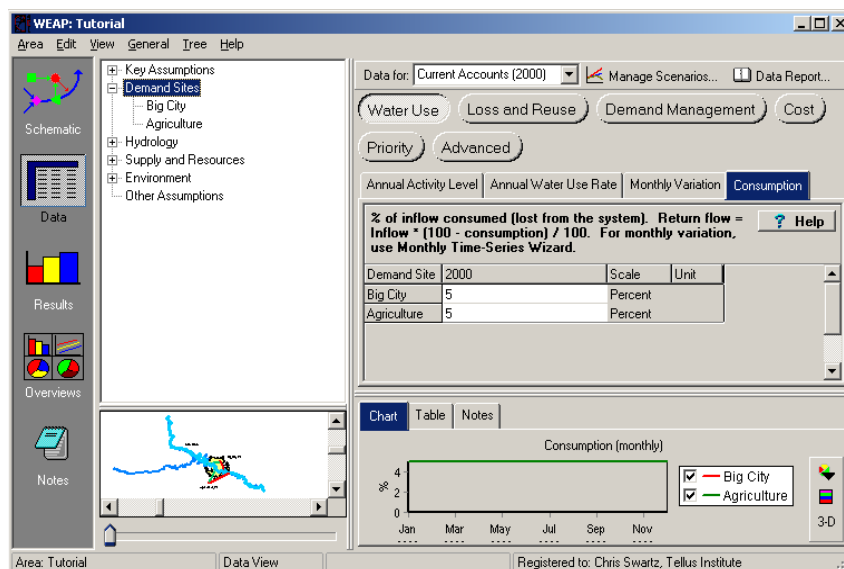 WEAP: Tutorial
Area Edit View General Tree Help
Schematic
Data
Results
Overviews
Notes
Key Assumptions
Demand Sites
Big City
Agriculture
Hydrology
Supply and Resources
Environment
Other Assumptions
Data for: Current Accounts (2000) Manage Scenarios... Data Report...
Water Use Loss and Reuse Demand Management Cost
Priority Advanced
Annual Activity Level Annual Water Use Rate Monthly Variation Consumption
% of inflow consumed (lost from the system). Return flow =
Inflow * (100 - consumption) / 100. For monthly variation,
use Monthly Time-Series Wizard.
? Help
Demand Site 2000 Scale Unit
Big City 5 Percent
Agriculture 5 Percent
Chart Table Notes
Consumption (monthly)
%
4
2
0
Jan Mar May Jul Sep Nov
Big City
Agriculture
3-D
Area: Tutorial Data View Registered to: Chris Swartz, Tellus Institute